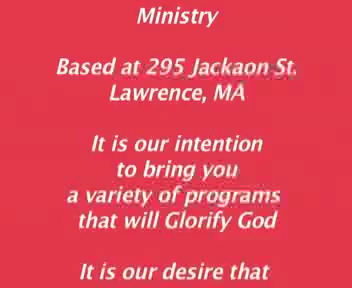 Ministry
Based at 295 Jackaon St.
Lawrence, MA
It is our intention
to bring you
a variety of programs
that will Glorify God
It is our desire that